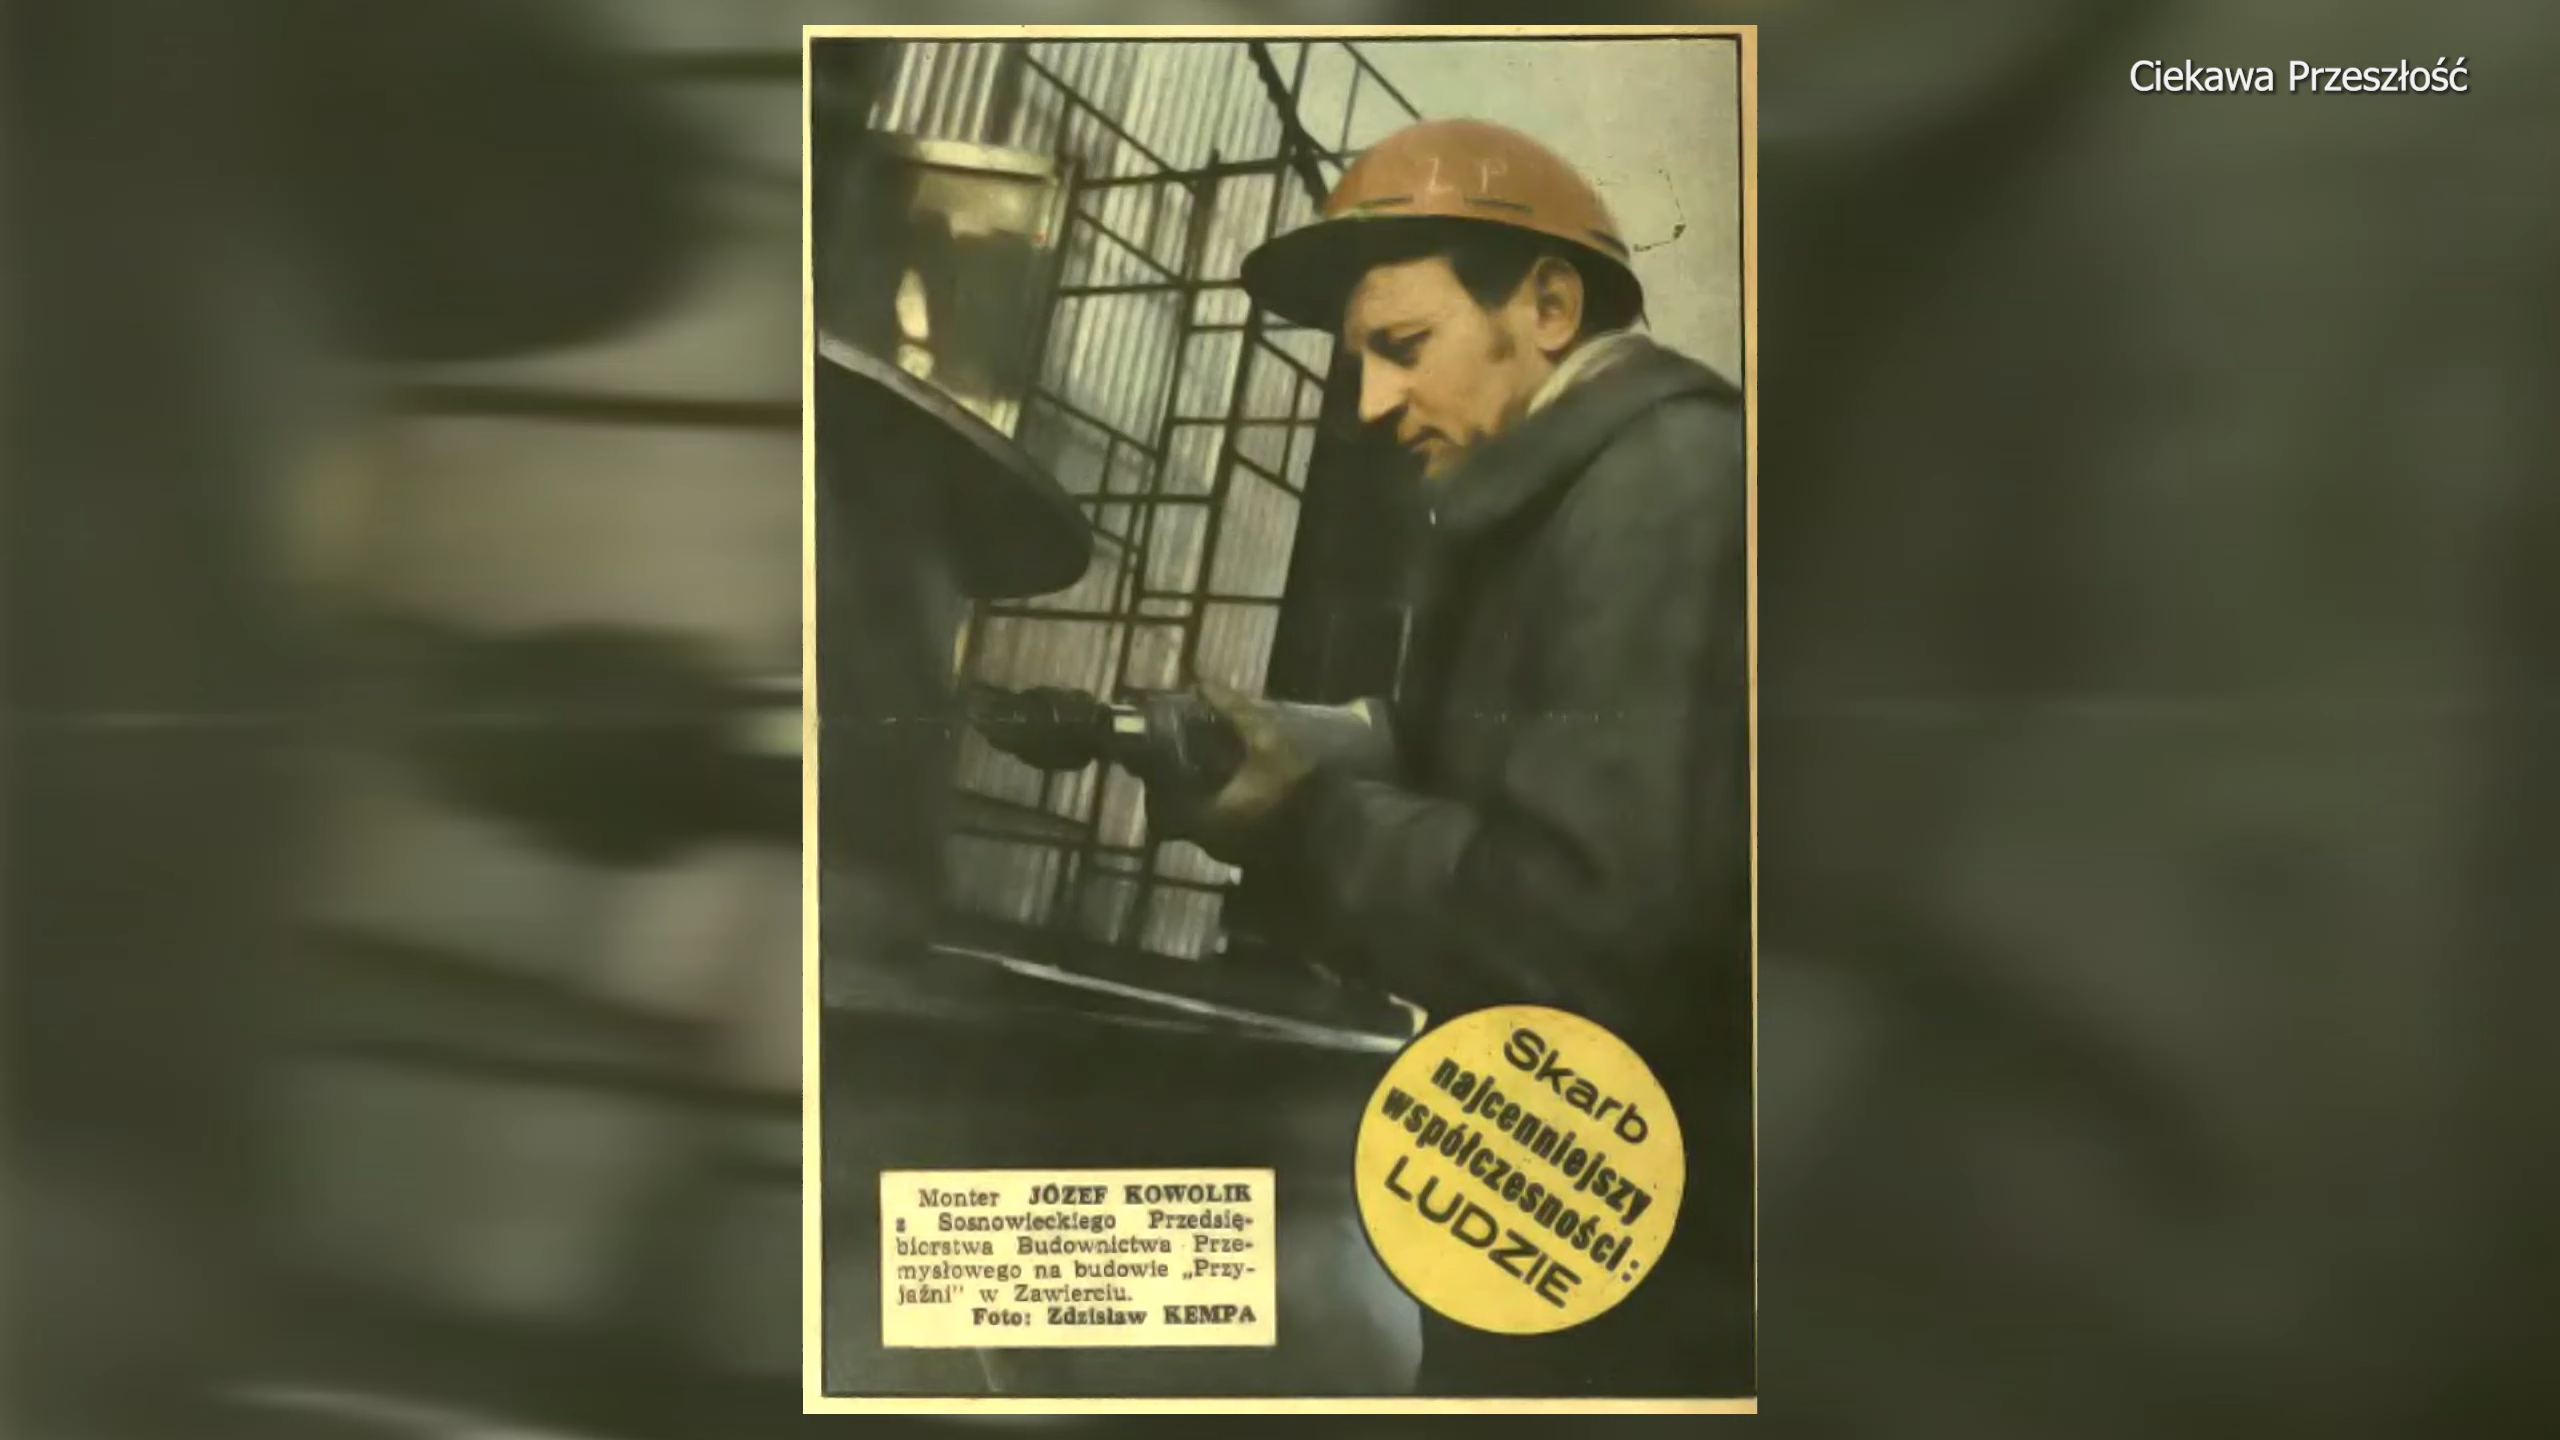 Ciekawa Przeszłość
Z P
Skarb
najcenniejszy
współczesności:
LUDZIE
Monter JÓZEF KOWOLIK
z Sosnowieckiego Przedsię-
biorstwa Budownictwa Prze-
mysłowego na budowie „Przy-
jaźni" w Zawierciu.
Foto: Zdzisław KEMPA